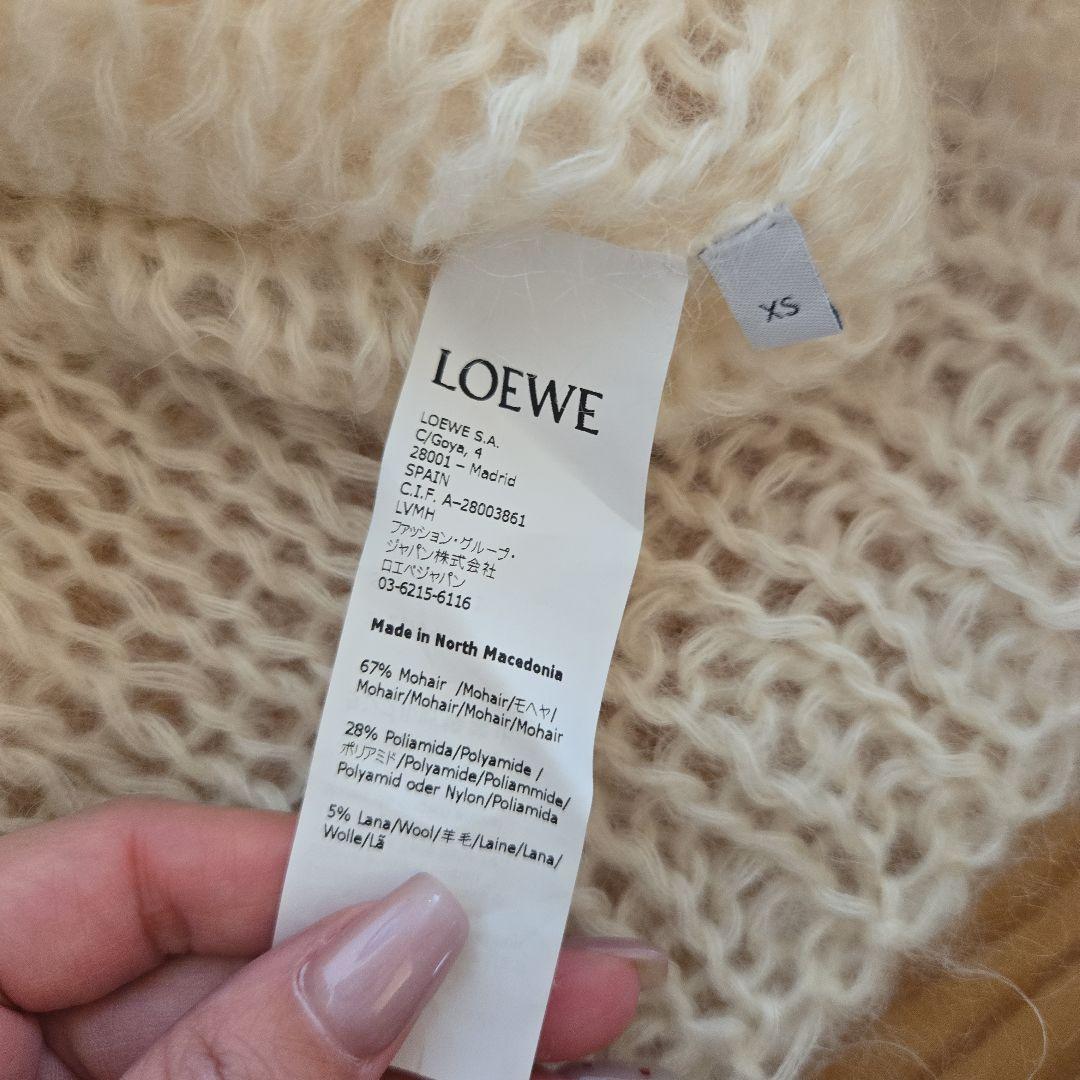 LOEWE
LOEWE S.A.
C/Goya, 4
28001 – Madrid
SPAIN
C.I.F. A-28003861
LVMH
ファッション・グループ・
ジャパン株式会社
ロエベジャパン
03-6215-6116
Made in North Macedonia
67% Mohair /Mohair/モヘヤ/
Mohair/Mohair/Mohair/Mohair
28% Poliamida/Polyamide /
ポリアミド/Polyamide/Poliammide/
Polyamid oder Nylon/Poliamida
5% Lana/Wool/羊毛/Laine/Lana/
Wolle/Lã
XS